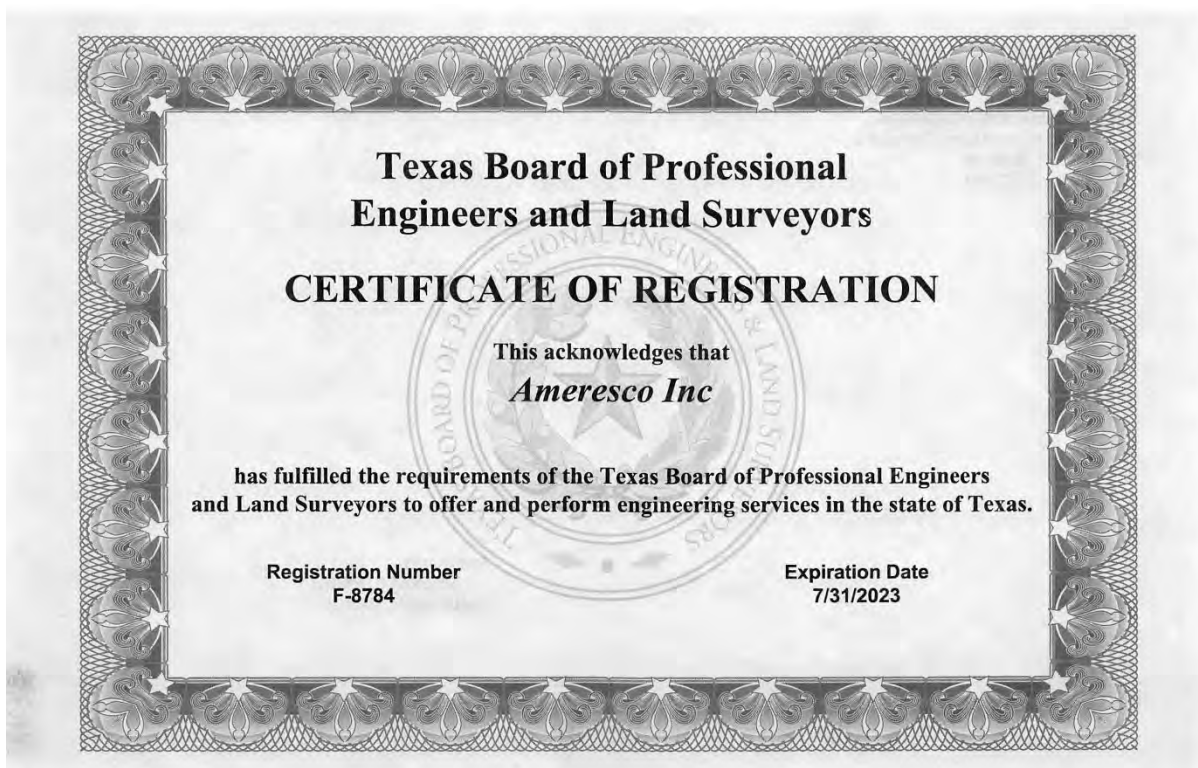 Texas Board of Professional
Engineers and Land Surveyors
CERTIFICATE OF REGISTRATION
This acknowledges that
Ameresco Inc
has fulfilled the requirements of the Texas Board of Professional Engineers
and Land Surveyors to offer and perform engineering services in the state of Texas.
Registration Number
F-8784
Expiration Date
7/31/2023